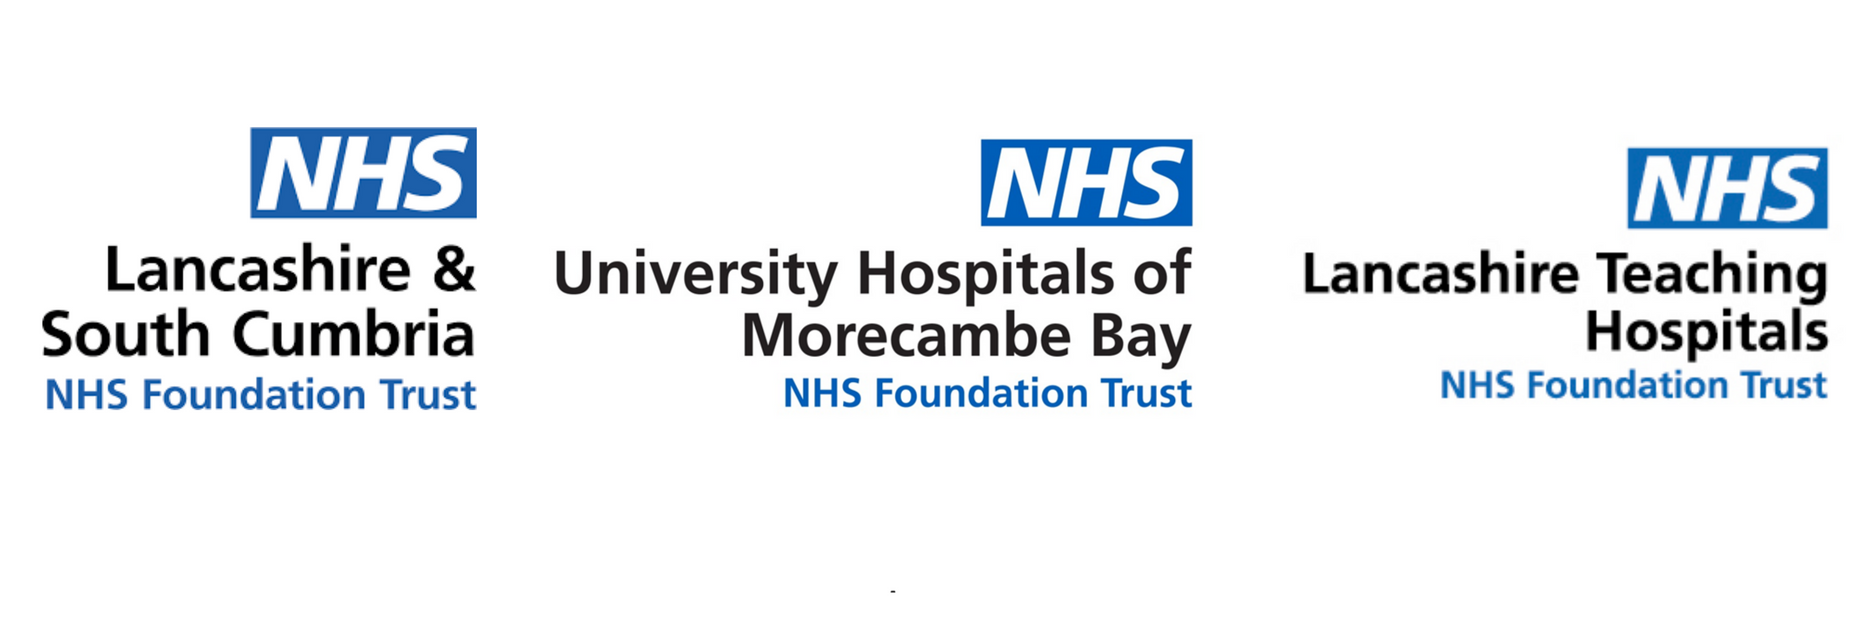 NHS
Lancashire &
South Cumbria
NHS Foundation Trust
NHS
University Hospitals of
Morecambe Bay
NHS Foundation Trust
NHS
Lancashire Teaching
Hospitals
NHS Foundation Trust
-